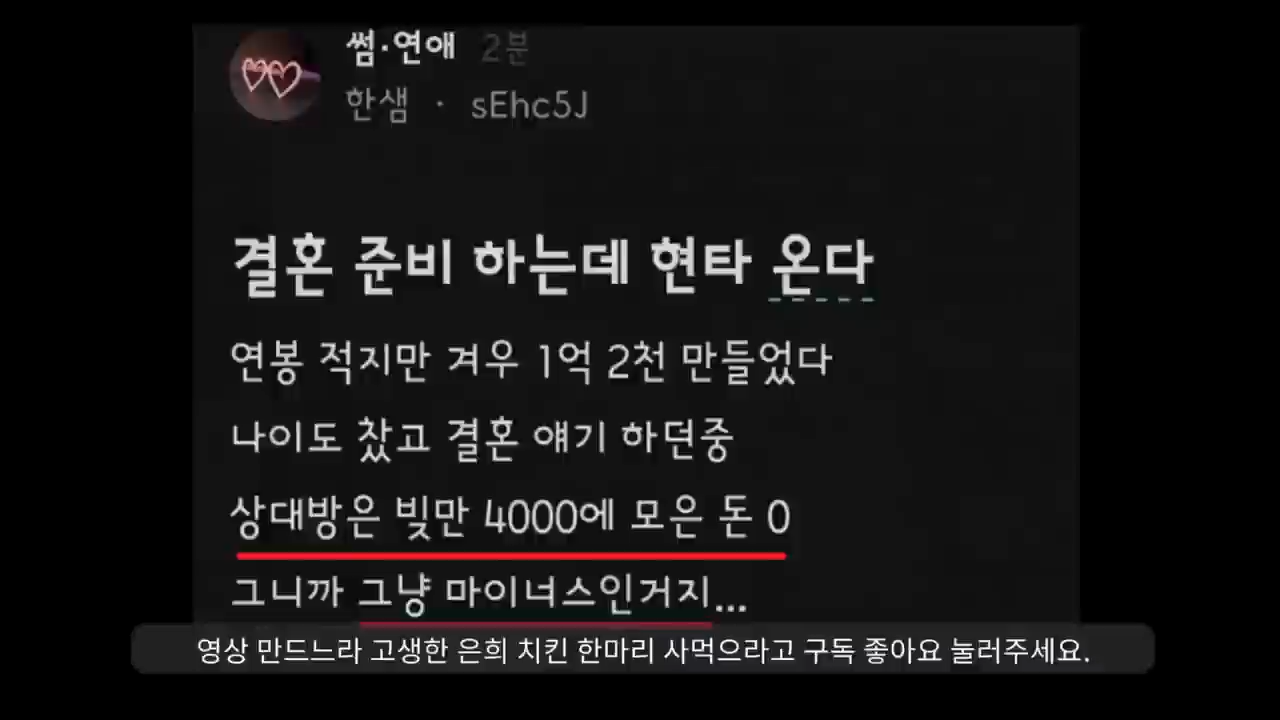 썸·연애 2분
한샘 · sEhc5J
결혼 준비 하는데 현타 온다
연봉 적지만 겨우 1억 2천 만들었다
나이도 찼고 결혼 얘기 하던중
상대방은 빚만 4000에 모은 돈 0
그니까 그냥 마이너스인거지...
영상 만드느라 고생한 은희 치킨 한마리 사먹으라고 구독 좋아요 눌러주세요.